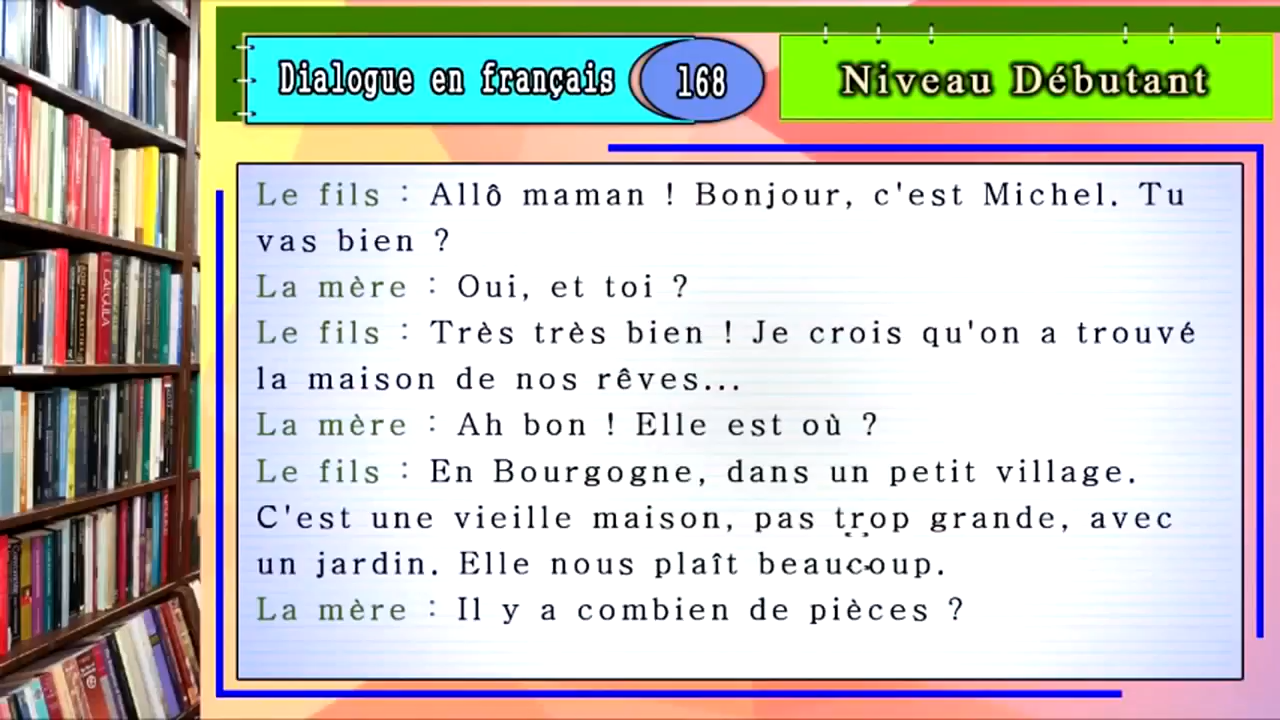 Dialogue en français 168
Niveau Débutant
Le fils : Allô maman ! Bonjour, c'est Michel. Tu
vas bien ?
La mère : Oui, et toi ?
Le fils : Très très bien ! Je crois qu'on a trouvé
la maison de nos rêves...
La mère : Ah bon ! Elle est où ?
Le fils : En Bourgogne, dans un petit village.
C'est une vieille maison, pas trop grande, avec
un jardin. Elle nous plaît beaucoup.
La mère : Il y a combien de pièces ?